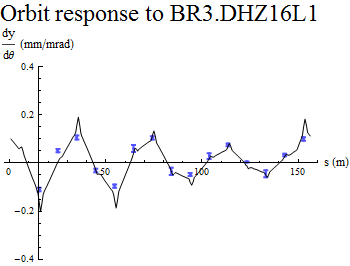 Orbit response to BR3.DHZ16L1
dy
dθ (mm/mrad)
0.4
0.2
0 50 100 150 s (m)
-0.2
-0.4